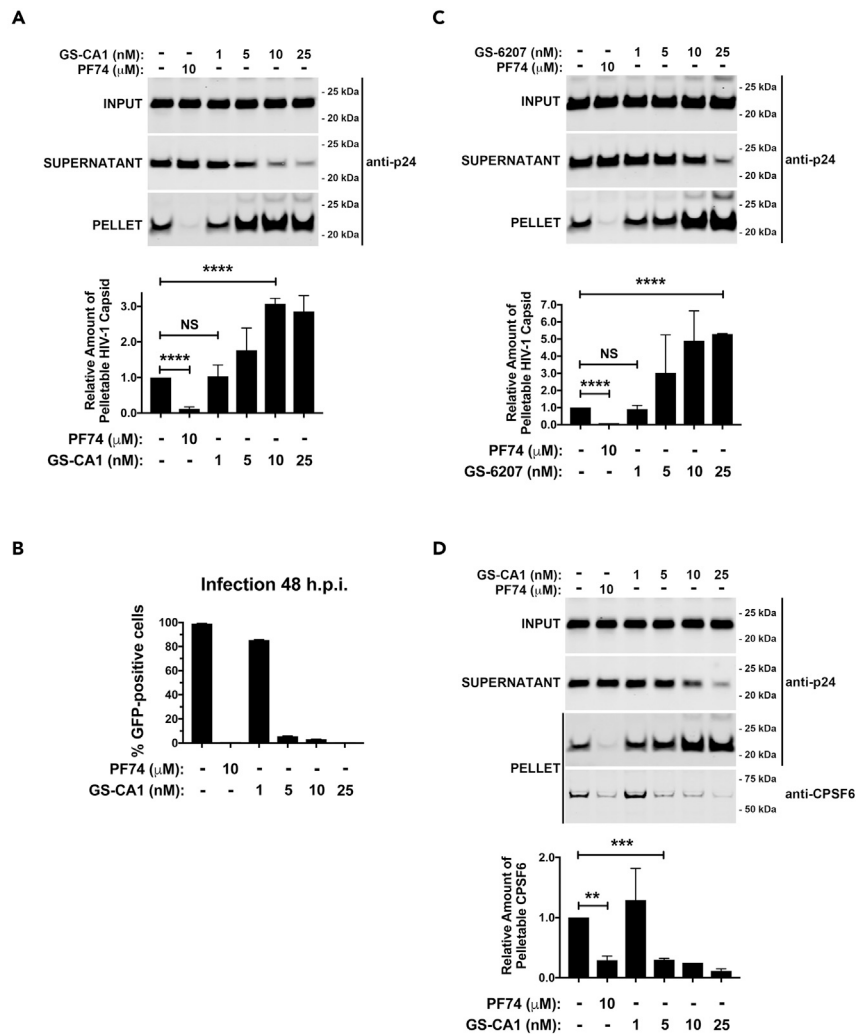 A
GS-CA1 (nM): - - 1 5 10 25
PF74 (μM): - 10 - - - -
INPUT
- 25 kDa
- 20 kDa
SUPERNATANT
- 25 kDa
- 20 kDa
anti-p24
PELLET
- 25 kDa
- 20 kDa
Relative Amount of
Pelletable HIV-1 Capsid
3.0
2.0
1.0
0.0
****
NS
****
PF74 (μM): - 10 - - - -
GS-CA1 (nM): - - 1 5 10 25
B
Infection 48 h.p.i.
% GFP-positive cells
100
80
60
40
20
0
PF74 (μM): - 10 - - - -
GS-CA1 (nM): - - 1 5 10 25
C
GS-6207 (nM): - - 1 5 10 25
PF74 (μM): - 10 - - - -
INPUT
- 25 kDa
- 20 kDa
SUPERNATANT
- 25 kDa
- 20 kDa
anti-p24
PELLET
- 25 kDa
- 20 kDa
Relative Amount of
Pelletable HIV-1 Capsid
7.0
6.0
5.0
4.0
3.0
2.0
1.0
0.0
****
NS
****
PF74 (μM): - 10 - - - -
GS-6207 (nM): - - 1 5 10 25
D
GS-CA1 (nM): - - 1 5 10 25
PF74 (μM): - 10 - - - -
INPUT
- 25 kDa
- 20 kDa
SUPERNATANT
- 25 kDa
- 20 kDa
anti-p24
PELLET
- 25 kDa
- 20 kDa
- 75 kDa
- 50 kDa
anti-CPSF6
Relative Amount of
Pelletable CPSF6
2.0
1.0
0.0
***
**
PF74 (μM): - 10 - - - -
GS-CA1 (nM): - - 1 5 10 25